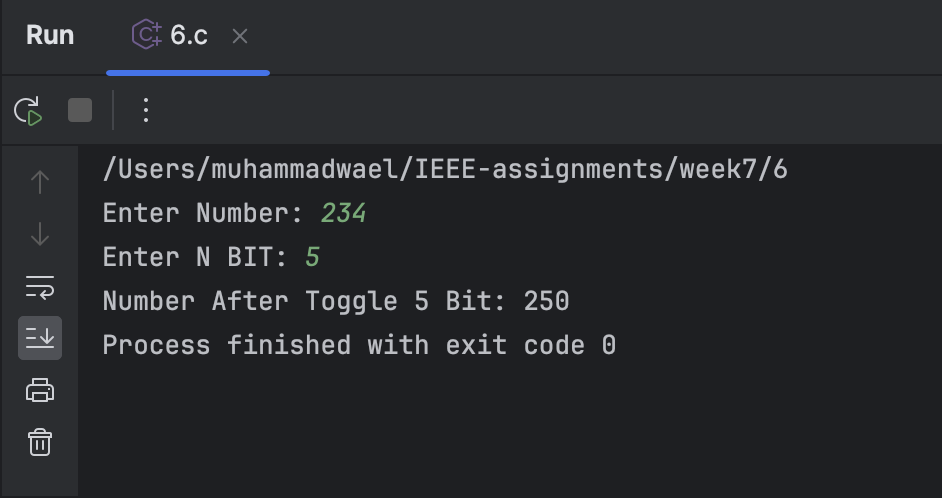 Run 6.c
/Users/muhammadwael/IEEE-assignments/week7/6
Enter Number: 234
Enter N BIT: 5
Number After Toggle 5 Bit: 250
Process finished with exit code 0